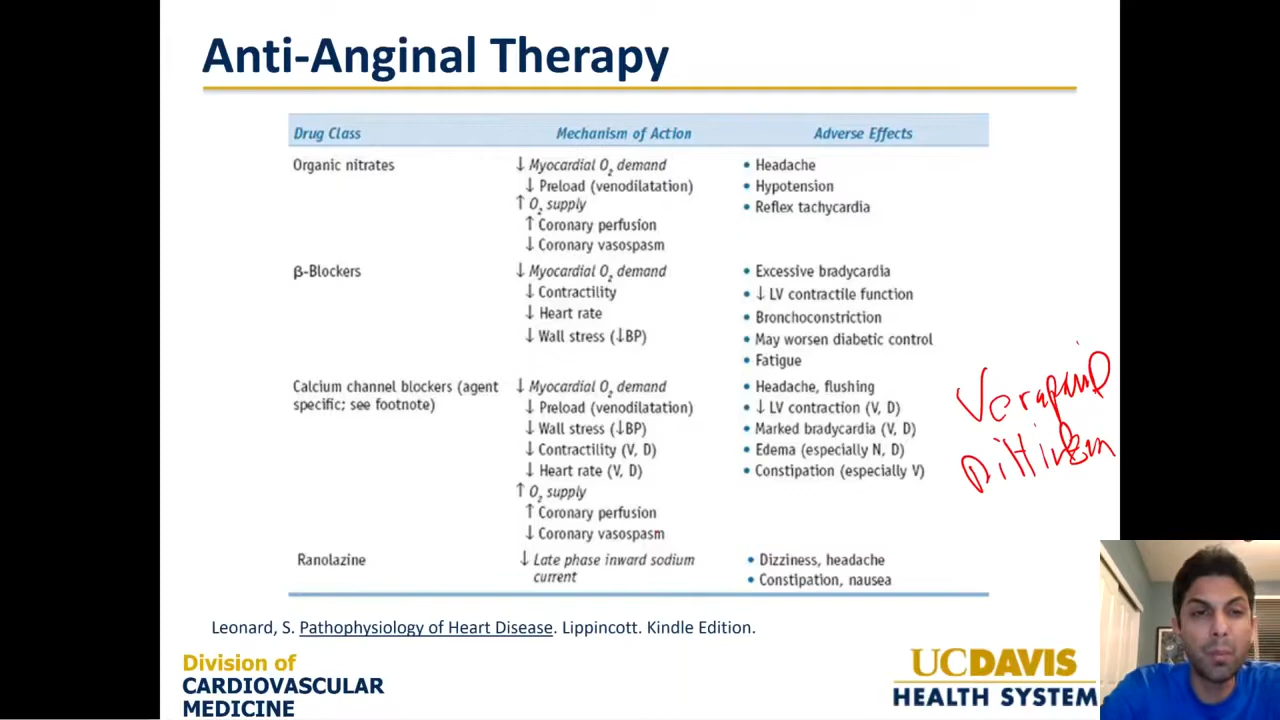 Anti-Anginal Therapy
Drug Class Mechanism of Action Adverse Effects
Organic nitrates ↓ Myocardial O₂ demand • Headache
↓ Preload (venodilatation) • Hypotension
↑ O₂ supply • Reflex tachycardia
↑ Coronary perfusion
↓ Coronary vasospasm
β-Blockers ↓ Myocardial O₂ demand • Excessive bradycardia
↓ Contractility • ↓ LV contractile function
↓ Heart rate • Bronchoconstriction
↓ Wall stress (↓BP) • May worsen diabetic control
• Fatigue
Calcium channel blockers (agent ↓ Myocardial O₂ demand • Headache, flushing
specific; see footnote) ↓ Preload (venodilatation) • ↓ LV contraction (V, D)
↓ Wall stress (↓BP) • Marked bradycardia (V, D)
↓ Contractility (V, D) • Edema (especially N, D)
↓ Heart rate (V, D) • Constipation (especially V)
↑ O₂ supply
↑ Coronary perfusion
↓ Coronary vasospasm
Verapamil
Diltiazem
Ranolazine ↓ Late phase inward sodium • Dizziness, headache
current • Constipation, nausea
Leonard, S. Pathophysiology of Heart Disease. Lippincott. Kindle Edition.
Division of
CARDIOVASCULAR
MEDICINE
UCDAVIS
HEALTH SYSTEM